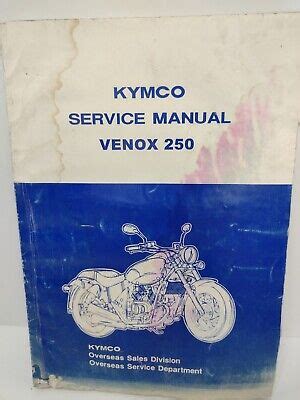 KYMCO
SERVICE MANUAL
VENOX 250
KYMCO
Overseas Sales Division
Overseas Service Department